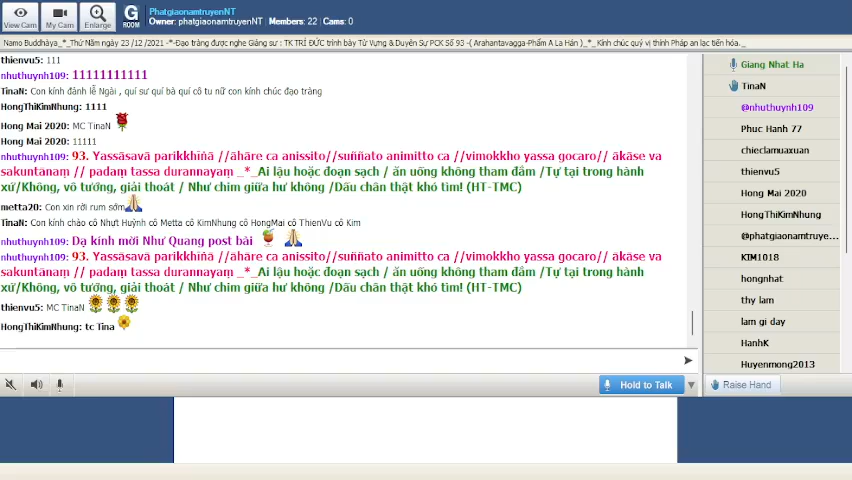 PhatgiaonamtruyenNT
Owner: phatgiaonamtruyenNT | Members: 22 | Cams: 0
View Cam
My Cam
Enlarge
G
ROOM
Namo Buddhàya_*_Thứ Năm ngày 23 /12 /2021 -*-Đạo tràng được nghe Giảng sư : TK TRÍ ĐỨC trình bày Từ Vựng & Duyên Sự PCK Số 93 -( Arahantavagga-Phẩm A La Hán )_*_Kính chúc quý vị thính Pháp an lạc tiến hóa._
thienvu5: 111
nhuthuynh109: 11111111111
TinaN: Con kính đảnh lễ Ngài , quí sư quí bà quí cô tu nữ con kính chúc đạo tràng
HongThiKimNhung: 1111
Hong Mai 2020: MC TinaN
Hong Mai 2020: 11111
nhuthuynh109: 93. Yassāsavā parikkhīṇā //āhāre ca anissito//suññato animitto ca //vimokkho yassa gocaro// ākāse va
sakuntānaṃ // padaṃ tassa durannayaṃ _*_Ai lậu hoặc đoạn sạch / ăn uống không tham đắm /Tự tại trong hành
xứ/Không, vô tướng, giải thoát / Như chim giữa hư không /Dấu chân thật khó tìm! (HT-TMC)
metta20: Con xin rời rum sớm
TinaN: Con kính chào cô Nhựt Huỳnh cô Metta cô KimNhung cô HongMai cô ThienVu cô Kim
nhuthuynh109: Dạ kính mời Như Quang post bài
nhuthuynh109: 93. Yassāsavā parikkhīṇā //āhāre ca anissito//suññato animitto ca //vimokkho yassa gocaro// ākāse va
sakuntānaṃ // padaṃ tassa durannayaṃ _*_Ai lậu hoặc đoạn sạch / ăn uống không tham đắm /Tự tại trong hành
xứ/Không, vô tướng, giải thoát / Như chim giữa hư không /Dấu chân thật khó tìm! (HT-TMC)
thienvu5: MC TinaN
HongThiKimNhung: tc Tina
Giang Nhat Ha
TinaN
@nhuthuynh109
Phuc Hanh 77
chieclamuaxuan
thienvu5
Hong Mai 2020
HongThiKimNhung
@phatgiaonamtruye...
KIM1018
hongnhat
thy lam
lam gi day
HanhK
Huyenmong2013
Hold to Talk
Raise Hand